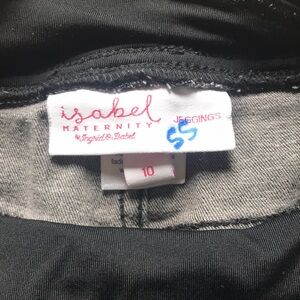 isabel
MATERNITY
by Ingrid & Isabel
JEGGINGS
SS
10